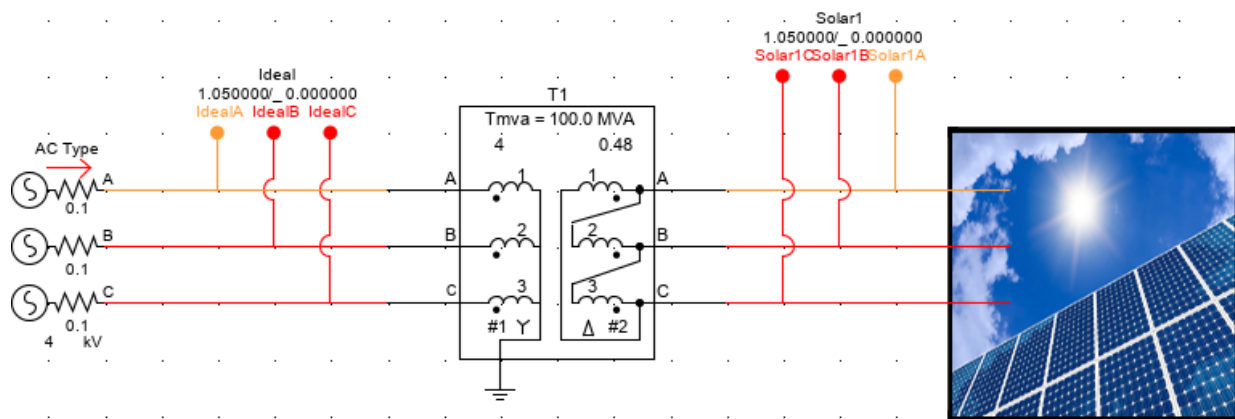 Solar1
1.050000/_ 0.000000
Solar1C Solar1B Solar1A
Ideal
1.050000/_ 0.000000
IdealA IdealB IdealC
T1
Tmva = 100.0 MVA
4 0.48
AC Type
A A 1 1 A
0.1
B B 2 2 B
0.1
C C 3 3 C
0.1
#1 Y Δ #2
4 kV